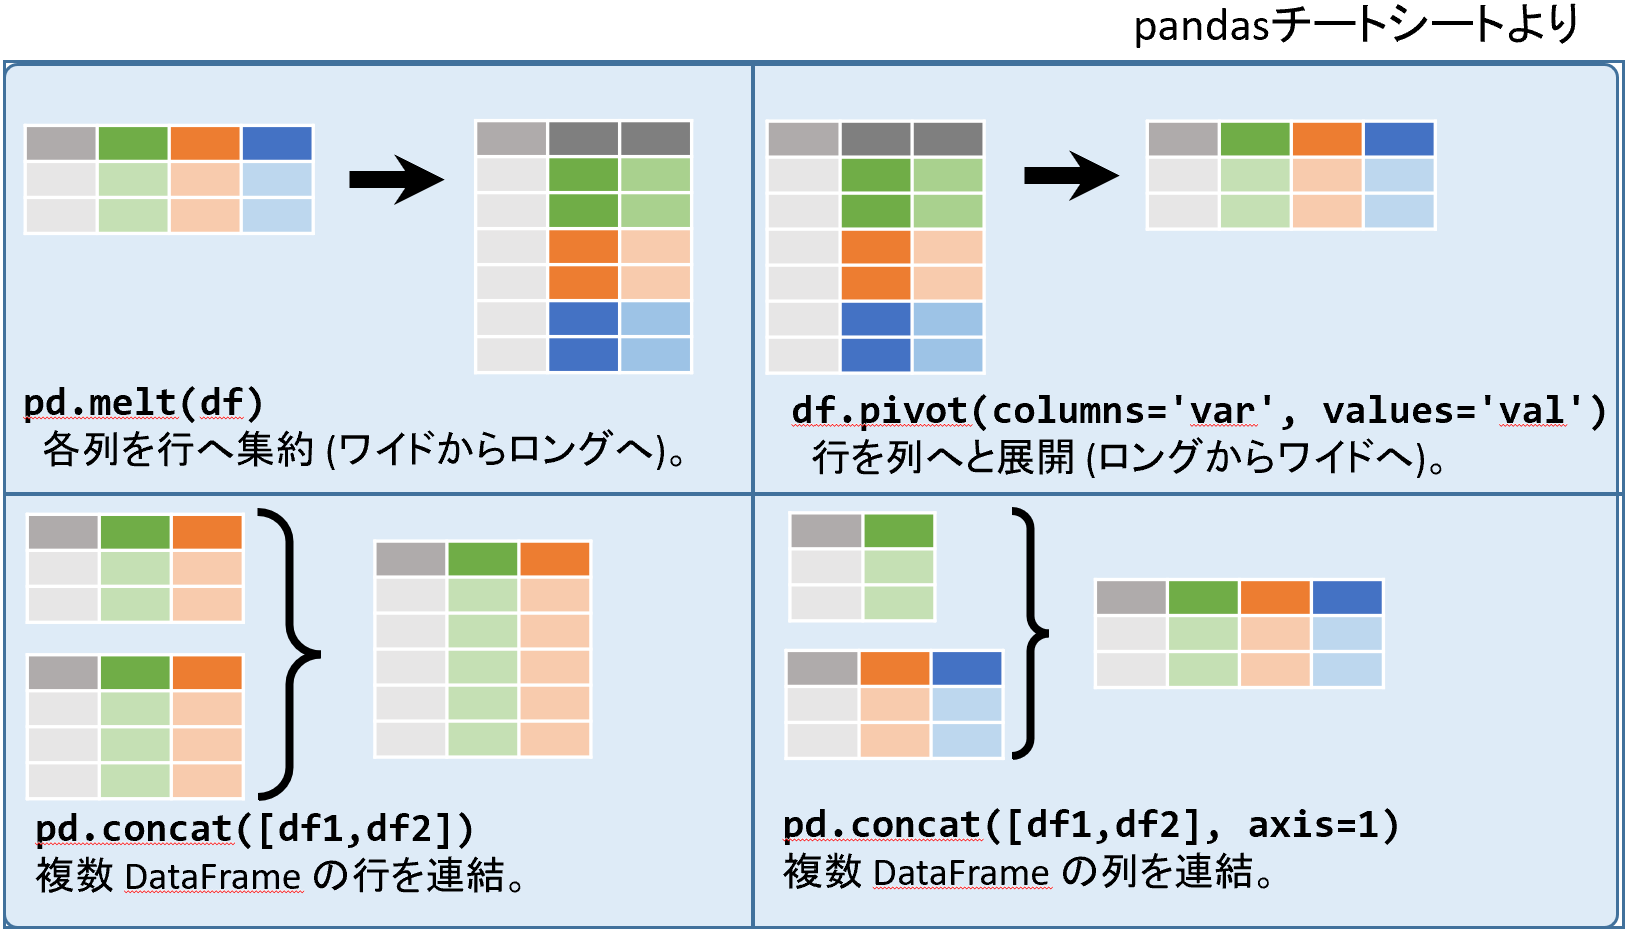 pandasチートシートより
pd.melt(df)
各列を行へ集約 (ワイドからロングへ)。
df.pivot(columns='var', values='val')
行を列へと展開 (ロングからワイドへ)。
pd.concat([df1,df2])
複数 DataFrame の行を連結。
pd.concat([df1,df2], axis=1)
複数 DataFrame の列を連結。